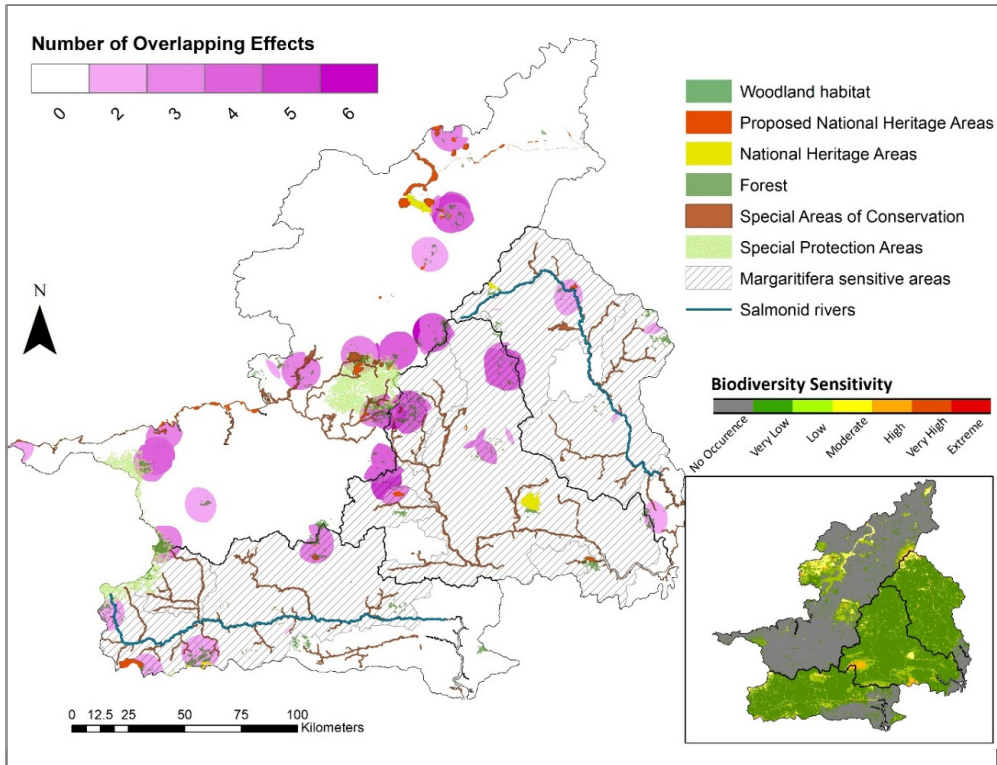 Number of Overlapping Effects
0 2 3 4 5 6
Woodland habitat
Proposed National Heritage Areas
National Heritage Areas
Forest
Special Areas of Conservation
Special Protection Areas
Margaritifera sensitive areas
Salmonid rivers
N
Biodiversity Sensitivity
No Occurence Very Low Low Moderate High Very High Extreme
0 12.5 25 50 75 100
Kilometers